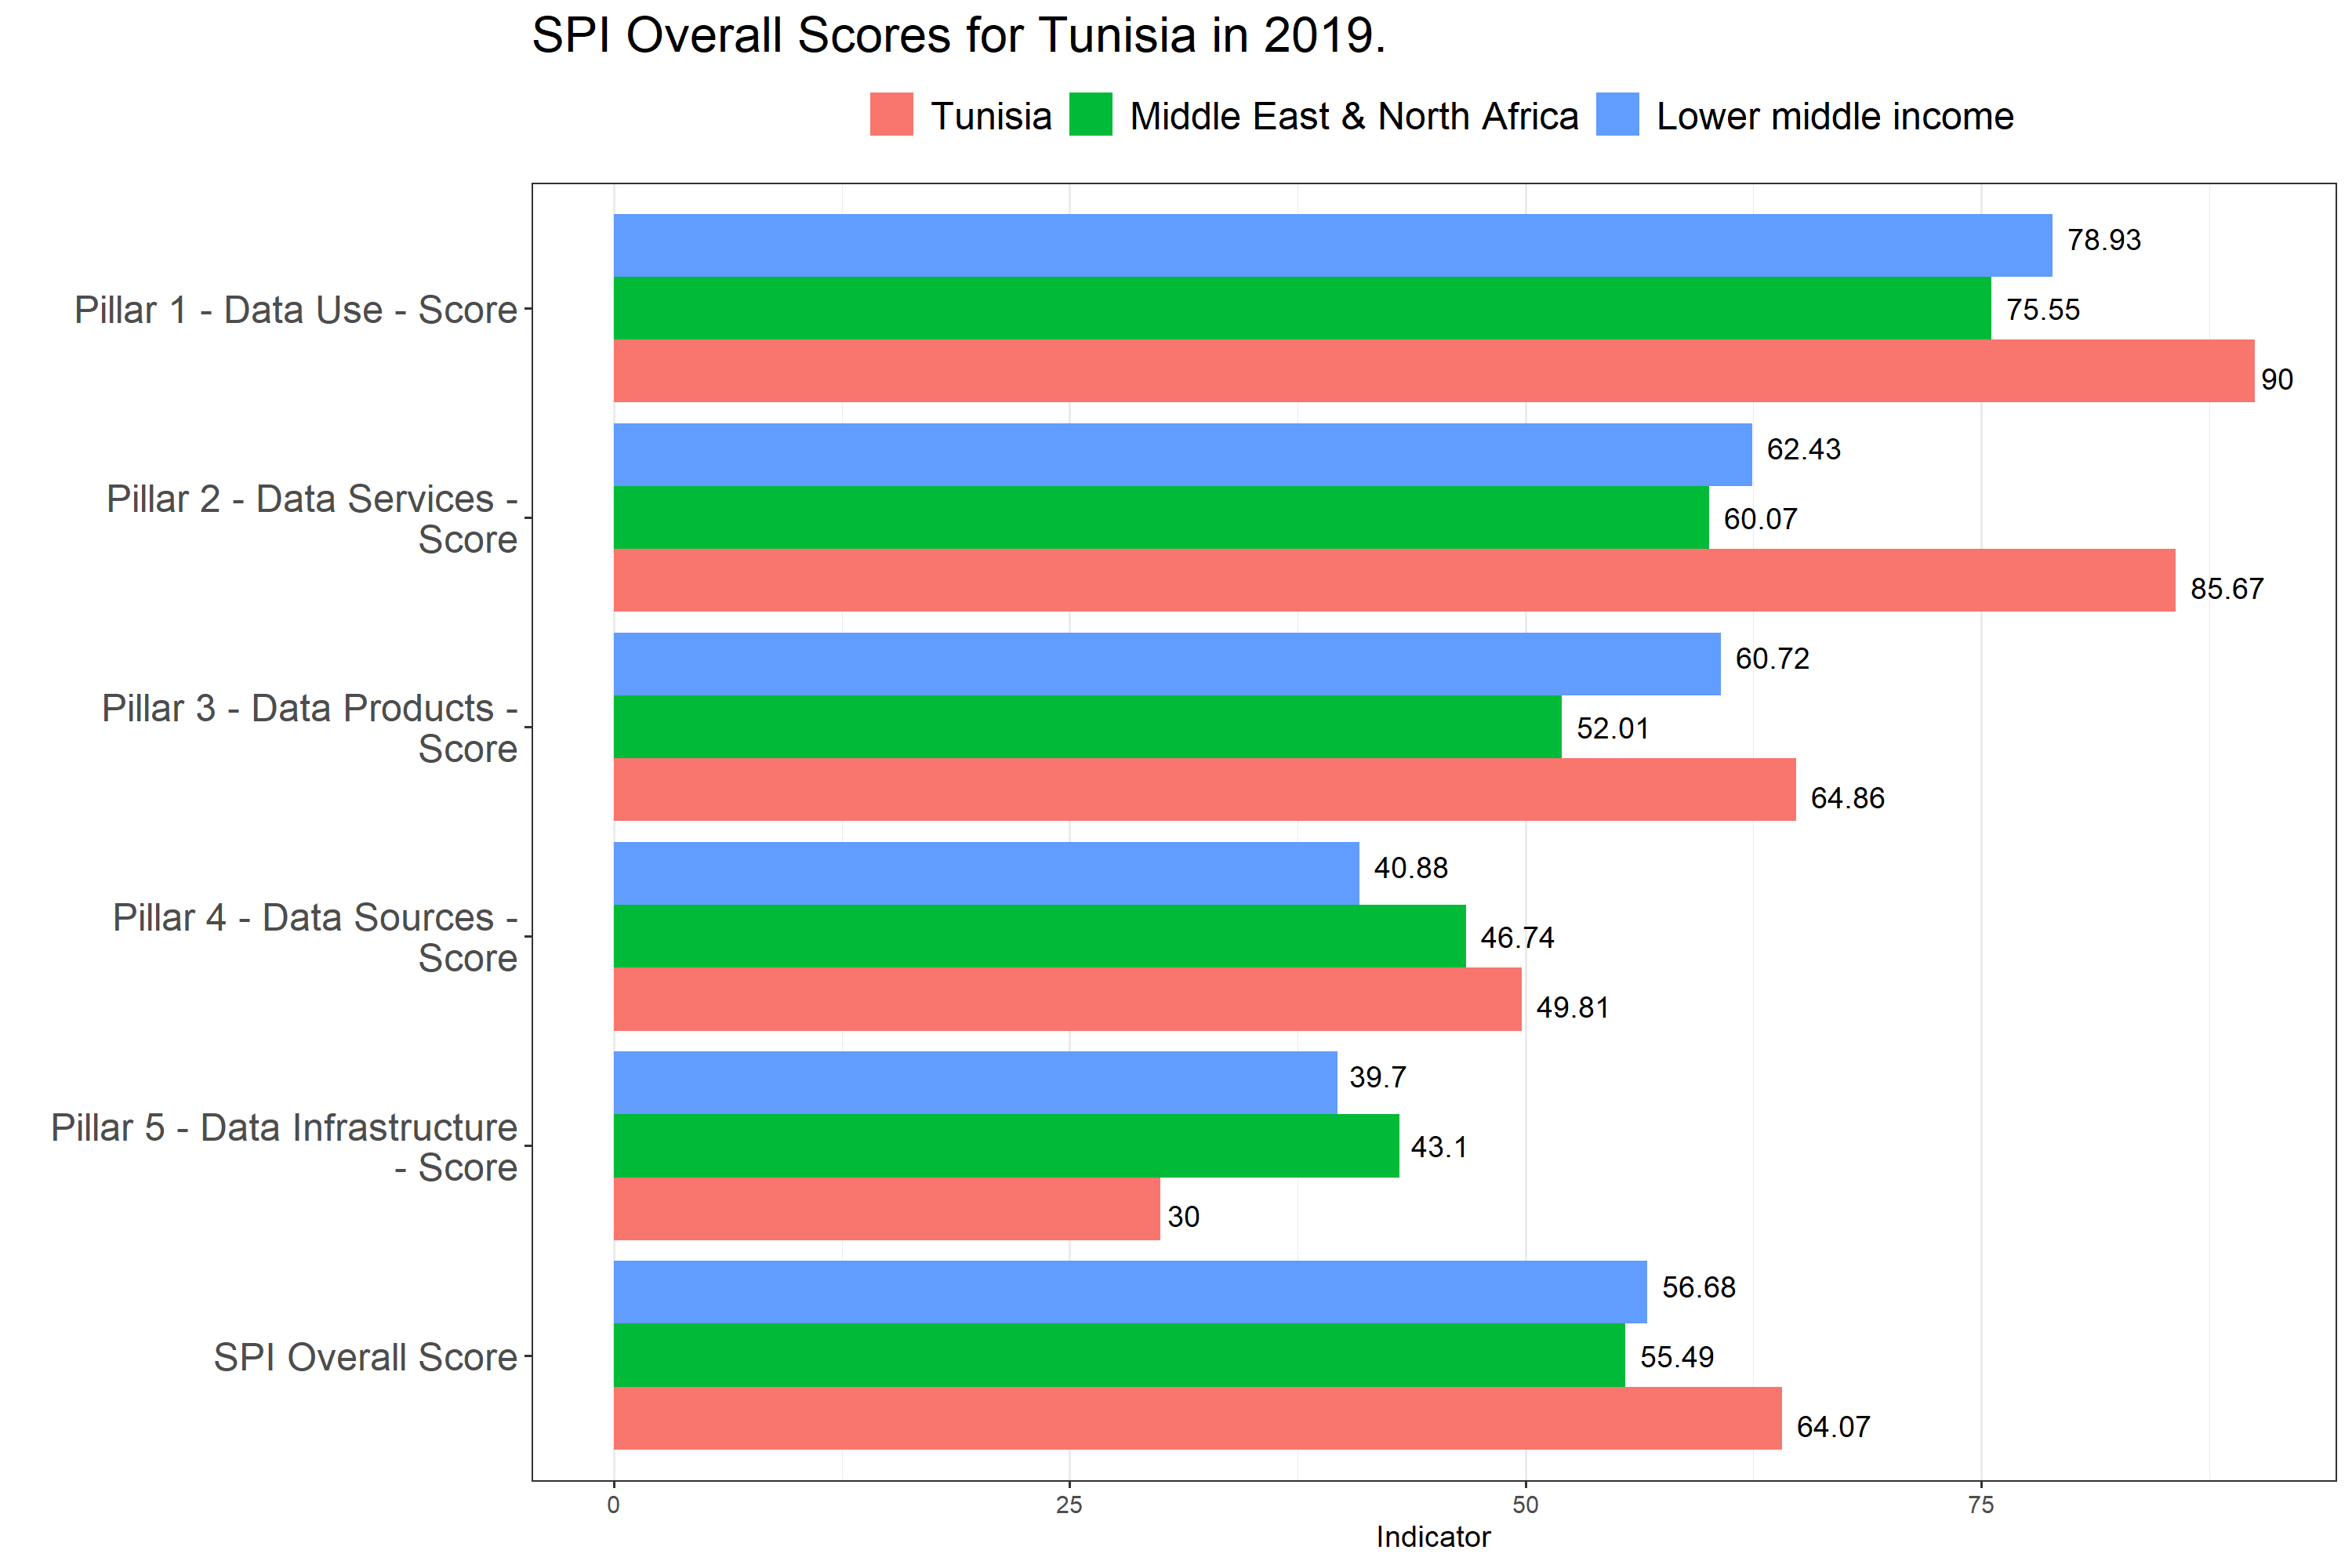 SPI Overall Scores for Tunisia in 2019.
Tunisia Middle East & North Africa Lower middle income
Pillar 1 - Data Use - Score
78.93
75.55
90
Pillar 2 - Data Services -
Score
62.43
60.07
85.67
Pillar 3 - Data Products -
Score
60.72
52.01
64.86
Pillar 4 - Data Sources -
Score
40.88
46.74
49.81
Pillar 5 - Data Infrastructure
- Score
39.7
43.1
30
SPI Overall Score
56.68
55.49
64.07
0 25 50 75
Indicator